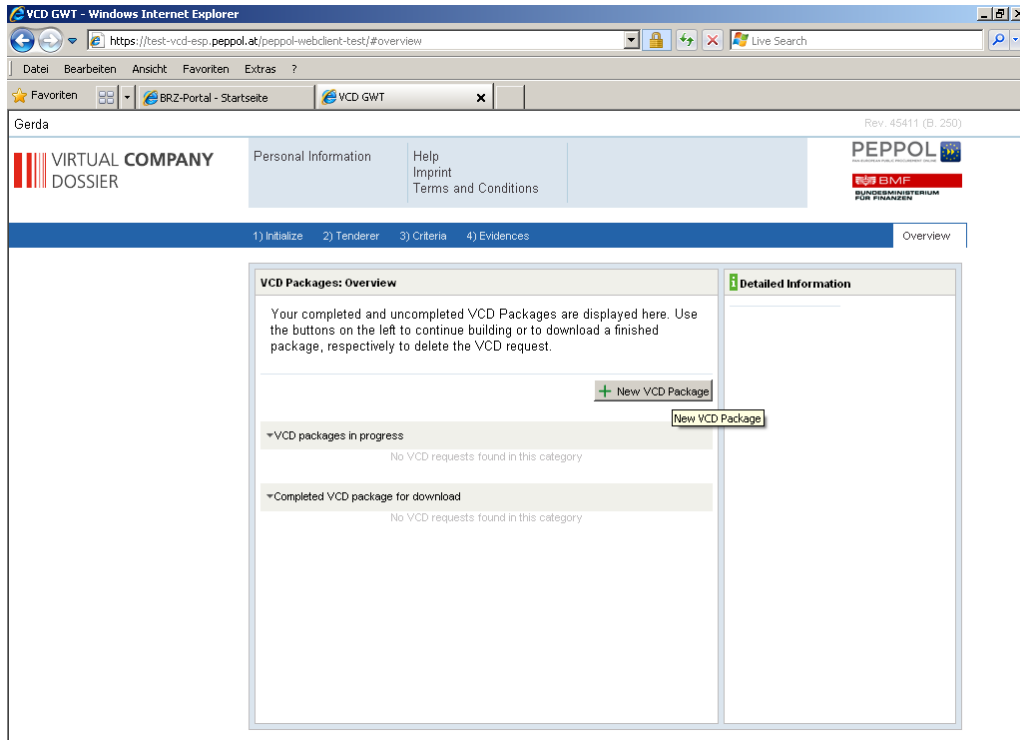 VCD GWT - Windows Internet Explorer
https://test-vcd-esp.peppol.at/peppol-webclient-test/#overview
Live Search
Datei Bearbeiten Ansicht Favoriten Extras ?
Favoriten
BRZ-Portal - Startseite
VCD GWT
Gerda
Rev. 45411 (B. 250)
VIRTUAL COMPANY
DOSSIER
Personal Information
Help
Imprint
Terms and Conditions
PEPPOL
PAN-EUROPEAN PUBLIC PROCUREMENT ONLINE
BMF
BUNDESMINISTERIUM
FÜR FINANZEN
1) Initialize 2) Tenderer 3) Criteria 4) Evidences
Overview
VCD Packages: Overview
Your completed and uncompleted VCD Packages are displayed here. Use
the buttons on the left to continue building or to download a finished
package, respectively to delete the VCD request.
New VCD Package
New VCD Package
VCD packages in progress
No VCD requests found in this category
Completed VCD package for download
No VCD requests found in this category
Detailed Information